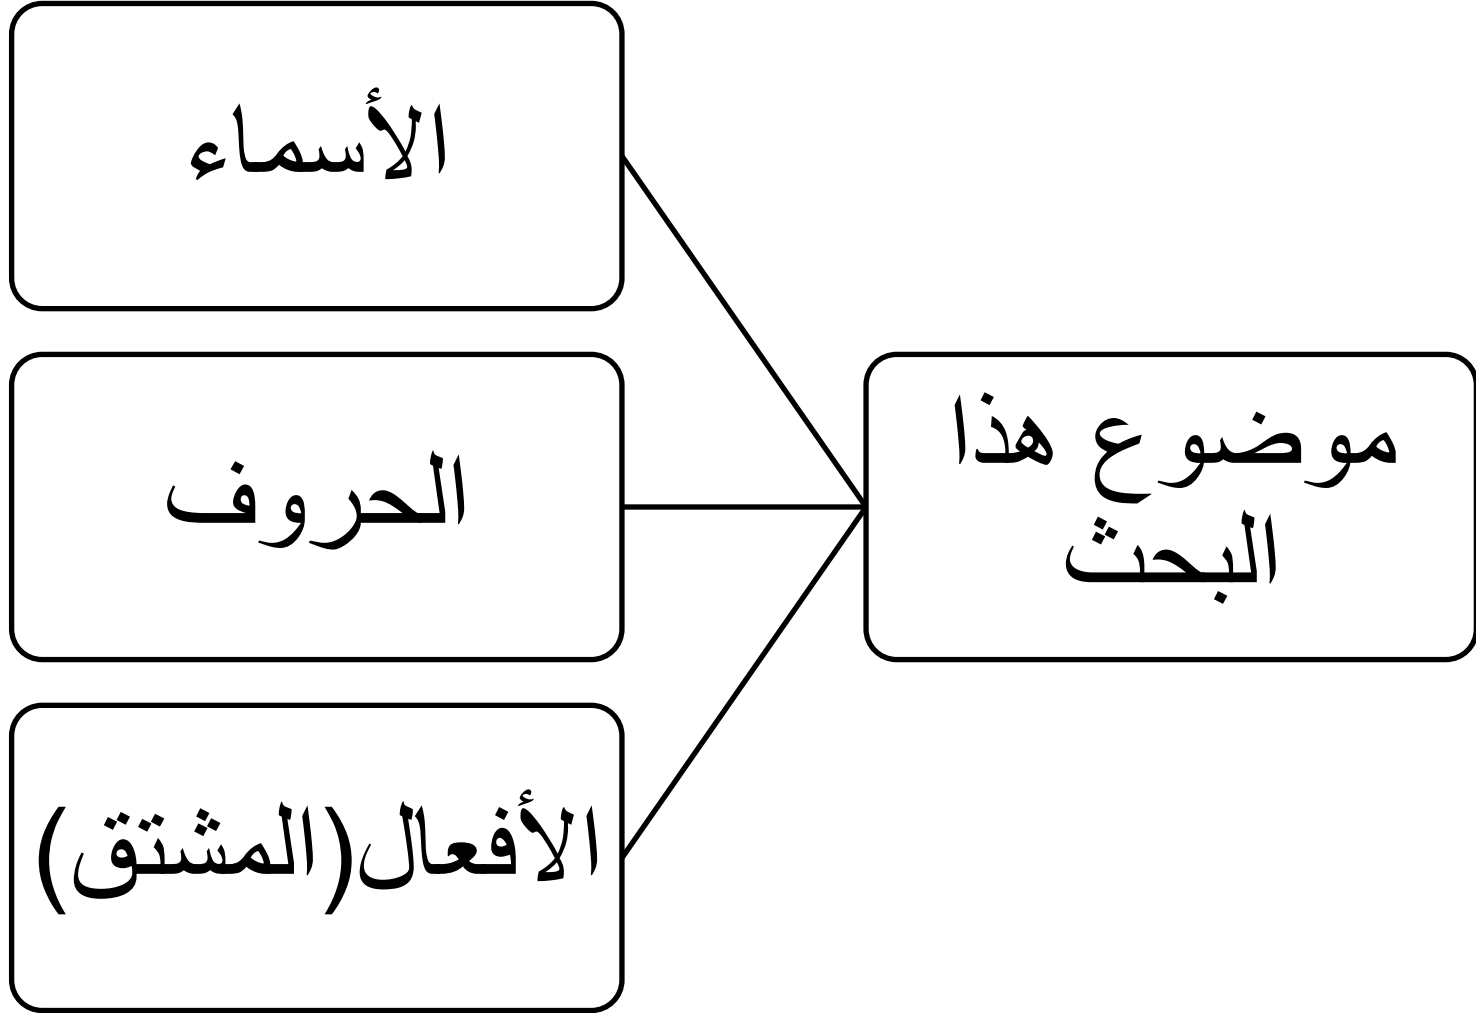 موضوع هذا
البحث
الأسماء
الحروف
الأفعال(المشتق)